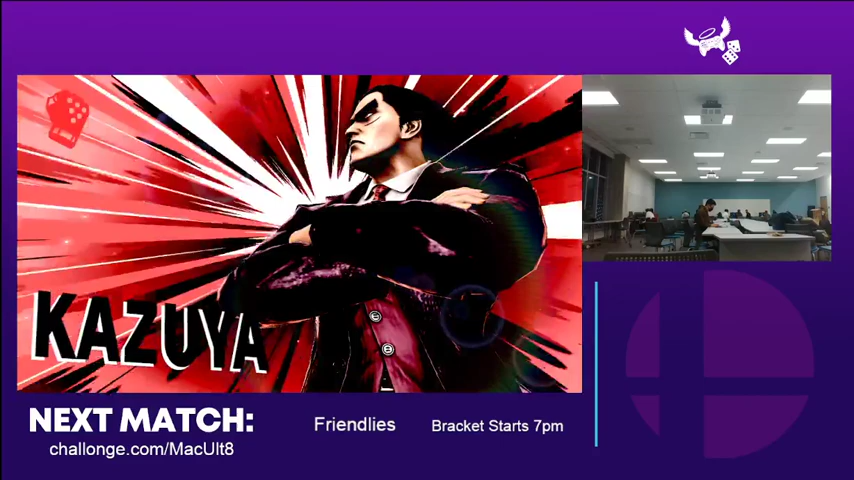 KAZUYA
NEXT MATCH:
challonge.com/MacUlt8
Friendlies
Bracket Starts 7pm